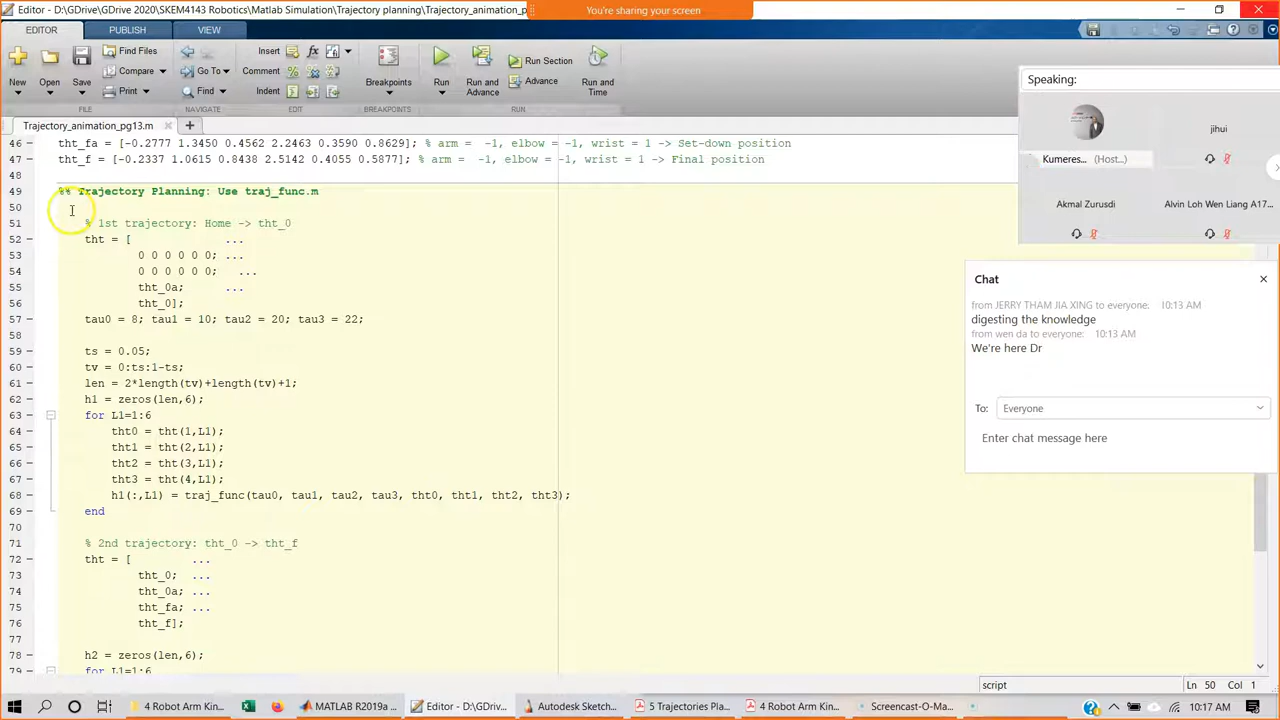 Editor - D:\GDrive\GDrive 2020\SKEM4143 Robotics\Matlab Simulation\Trajectory planning\Trajectory_animation_p
You're sharing your screen
EDITOR
PUBLISH
VIEW
New
Open
Save
Find Files
Compare
Print
FILE
Go To
Find
NAVIGATE
Insert
fx
Comment
Indent
EDIT
Breakpoints
BREAKPOINTS
Run
Run and
Advance
Run Section
Advance
Run and
Time
RUN
Trajectory_animation_pg13.m
46 tht_fa = [-0.2777 1.3450 0.4562 2.2463 0.3590 0.8629]; % arm =  -1, elbow = -1, wrist = 1 -> Set-down position
47 tht_f = [-0.2337 1.0615 0.8438 2.5142 0.4055 0.5877]; % arm =  -1, elbow = -1, wrist = 1 -> Final position
48
49 %% Trajectory Planning: Use traj_func.m
50
51 % 1st trajectory: Home -> tht_0
52 tht = [ ...
53 0 0 0 0 0 0; ...
54 0 0 0 0 0 0; ...
55 tht_0a; ...
56 tht_0];
57 tau0 = 8; tau1 = 10; tau2 = 20; tau3 = 22;
58
59 ts = 0.05;
60 tv = 0:ts:1-ts;
61 len = 2*length(tv)+length(tv)+1;
62 h1 = zeros(len,6);
63 for L1=1:6
64 tht0 = tht(1,L1);
65 tht1 = tht(2,L1);
66 tht2 = tht(3,L1);
67 tht3 = tht(4,L1);
68 h1(:,L1) = traj_func(tau0, tau1, tau2, tau3, tht0, tht1, tht2, tht3);
69 end
70
71 % 2nd trajectory: tht_0 -> tht_f
72 tht = [ ...
73 tht_0; ...
74 tht_0a; ...
75 tht_fa; ...
76 tht_f];
77
78 h2 = zeros(len,6);
79 for L1=1:6
Speaking:
Kumeres... (Host...)
jihui
Akmal Zurusdi
Alvin Loh Wen Liang A17...
Chat
from JERRY THAM JIA XING to everyone: 10:13 AM
digesting the knowledge
from wen da to everyone: 10:13 AM
We're here Dr
To: Everyone
Enter chat message here
script
Ln 50 Col 1
4 Robot Arm Kin...
MATLAB R2019a
Editor - D:\GDriv...
Autodesk Sketch...
5 Trajectories Pla...
4 Robot Arm Kin...
Screencast-O-Ma...
10:17 AM